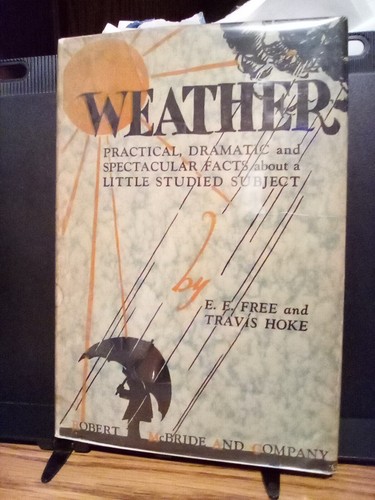 WEATHER
PRACTICAL, DRAMATIC and
SPECTACULAR FACTS about a
LITTLE STUDIED SUBJECT
by
E. E. FREE and
TRAVIS HOKE
ROBERT McBRIDE AND COMPANY